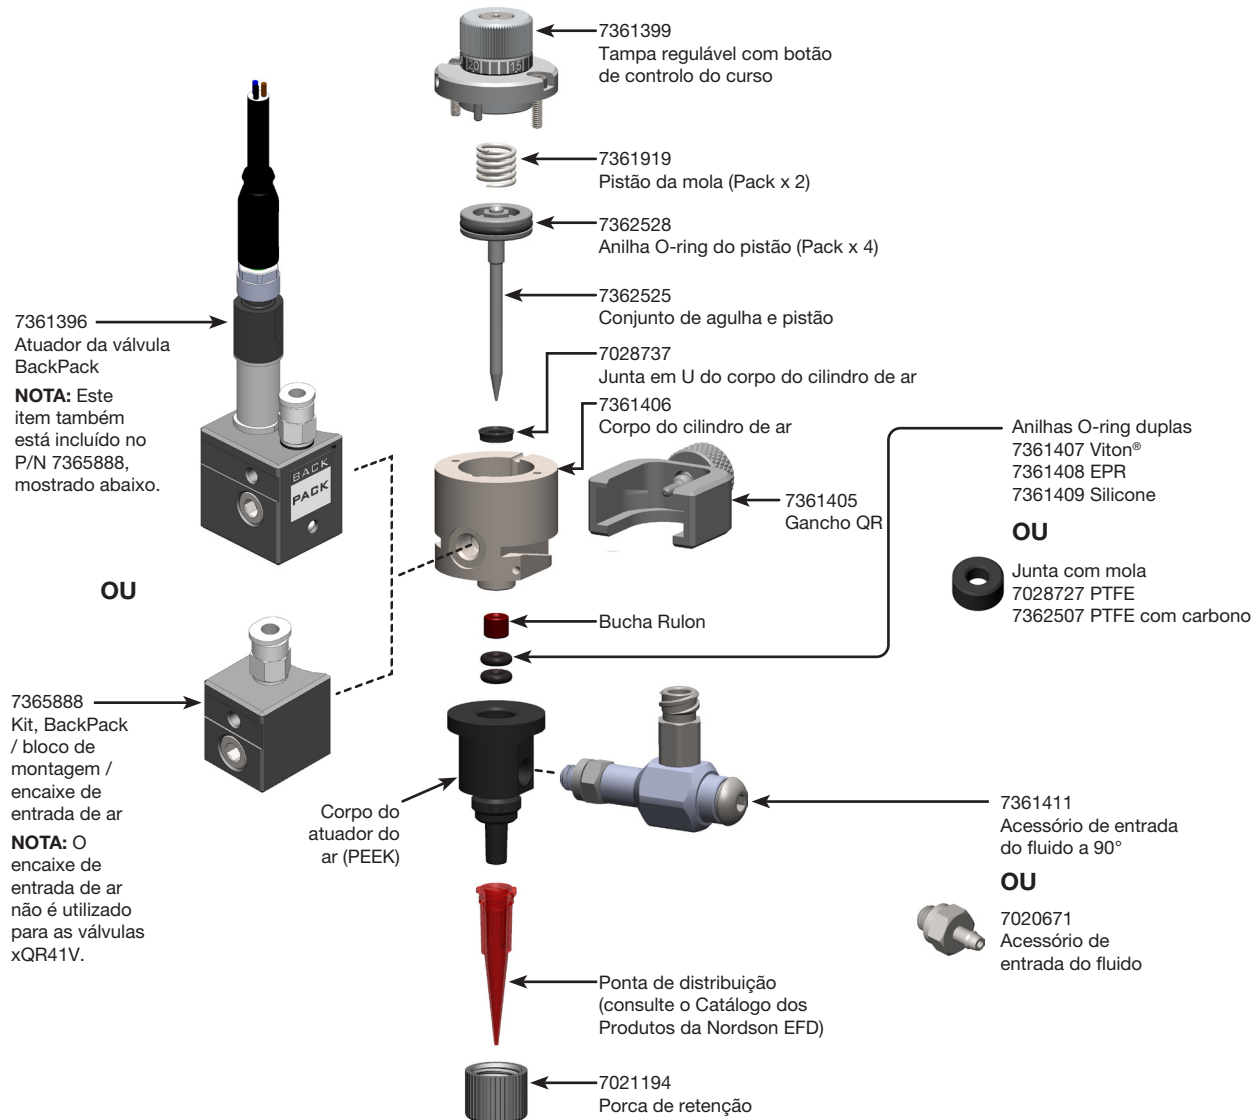 7361399
Tampa regulável com botão
de controlo do curso
20 15
7361919
Pistão da mola (Pack x 2)
7362528
Anilha O-ring do pistão (Pack x 4)
7362525
Conjunto de agulha e pistão
7028737
Junta em U do corpo do cilindro de ar
7361406
Corpo do cilindro de ar
7361396
Atuador da válvula
BackPack
NOTA: Este
item também
está incluído no
P/N 7365888,
mostrado abaixo.
BACK
PACK
7361405
Gancho QR
Anilhas O-ring duplas
7361407 Viton®
7361408 EPR
7361409 Silicone
OU
Junta com mola
7028727 PTFE
7362507 PTFE com carbono
OU
Bucha Rulon
7365888
Kit, BackPack
/ bloco de
montagem /
encaixe de
entrada de ar
NOTA: O
encaixe de
entrada de ar
não é utilizado
para as válvulas
xQR41V.
Corpo do
atuador do
ar (PEEK)
7361411
Acessório de entrada
do fluido a 90°
OU
7020671
Acessório de
entrada do fluido
Ponta de distribuição
(consulte o Catálogo dos
Produtos da Nordson EFD)
7021194
Porca de retenção